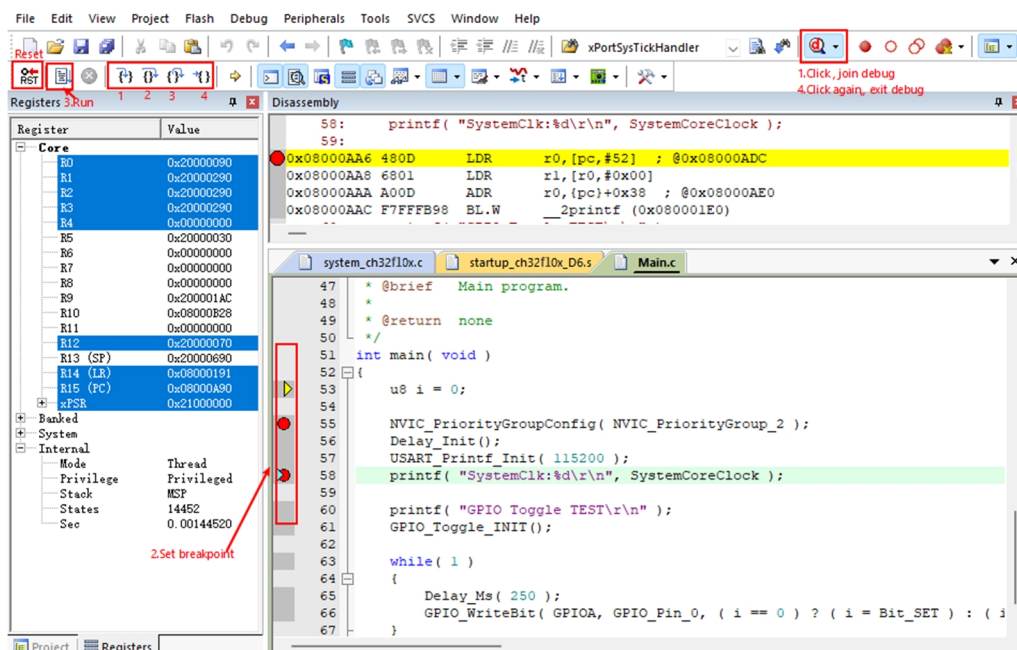 File Edit View Project Flash Debug Peripherals Tools SVCS Window Help
xPortSysTickHandler
Reset
RST
1 2 3 4
1.Click, join debug
4.Click again, exit debug
Registers 3.Run
Disassembly
Register Value
Core
R0 0x20000090
R1 0x20000290
R2 0x20000290
R3 0x20000290
R4 0x00000000
R5 0x20000030
R6 0x00000000
R7 0x00000000
R8 0x00000000
R9 0x200001AC
R10 0x08000B28
R11 0x00000000
R12 0x20000070
R13 (SP) 0x20000690
R14 (LR) 0x08000191
R15 (PC) 0x08000A90
xPSR 0x21000000
Banked
System
Internal
Mode Thread
Privilege Privileged
Stack MSP
States 14452
Sec 0.00144520
2.Set breakpoint
Project Registers
58: printf( "SystemClk:%d\r\n", SystemCoreClock );
59:
0x08000AA6 480D LDR r0,[pc,#52] ; @0x08000ADC
0x08000AA8 6801 LDR r1,[r0,#0x00]
0x08000AAA A00D ADR r0,{pc}+0x38 ; @0x08000AE0
0x08000AAC F7FFFB98 BL.W __2printf (0x080001E0)
system_ch32f10x.c startup_ch32f10x_D6.s Main.c
47 * @brief Main program.
48 *
49 * @return none
50 */
51 int main( void )
52 {
53 u8 i = 0;
54
55 NVIC_PriorityGroupConfig( NVIC_PriorityGroup_2 );
56 Delay_Init();
57 USART_Printf_Init( 115200 );
58 printf( "SystemClk:%d\r\n", SystemCoreClock );
59
60 printf( "GPIO Toggle TEST\r\n" );
61 GPIO_Toggle_INIT();
62
63 while( 1 )
64 {
65 Delay_Ms( 250 );
66 GPIO_WriteBit( GPIOA, GPIO_Pin_0, ( i == 0 ) ? ( i = Bit_SET ) : ( i
67 }